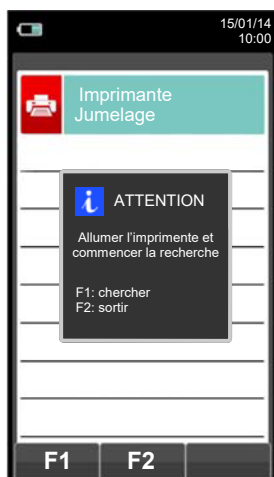 15/01/14
10:00
Imprimante
Jumelage
i ATTENTION
Allumer l'imprimente et
commencer la recherche
F1: chercher
F2: sortir
F1 F2